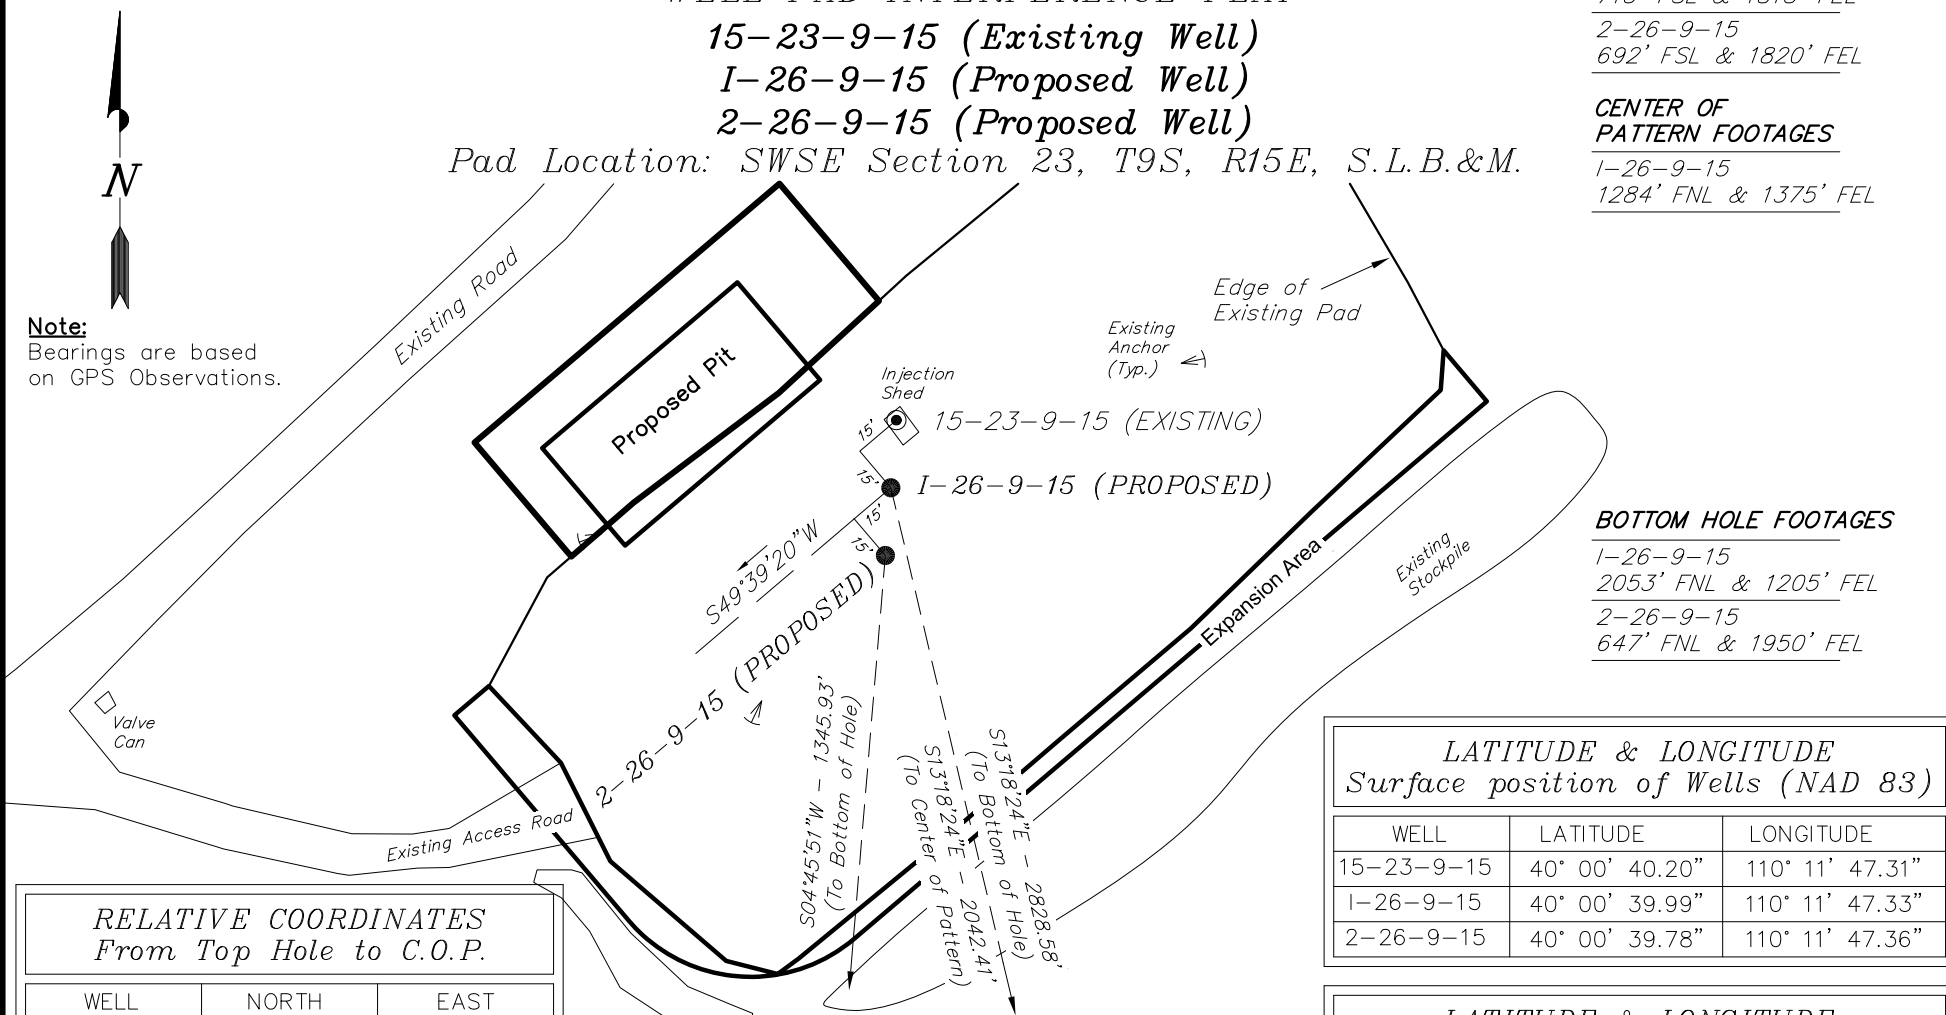 WELL PAD INTERFERENCE PLAT
15-23-9-15 (Existing Well)
I-26-9-15 (Proposed Well)
2-26-9-15 (Proposed Well)
Pad Location: SWSE Section 23, T9S, R15E, S.L.B.&M.
2-26-9-15
692' FSL & 1820' FEL
CENTER OF
PATTERN FOOTAGES
I-26-9-15
1284' FNL & 1375' FEL
N
Note:
Bearings are based
on GPS Observations.
Existing Road
Proposed Pit
Edge of
Existing Pad
Existing
Anchor
(Typ.)
Injection
Shed
15-23-9-15 (EXISTING)
15'
15'
I-26-9-15 (PROPOSED)
15'
15'
S49°39'20"W
2-26-9-15 (PROPOSED)
Expansion Area
Existing
Stockpile
BOTTOM HOLE FOOTAGES
I-26-9-15
2053' FNL & 1205' FEL
2-26-9-15
647' FNL & 1950' FEL
Valve
Can
Existing Access Road
S04°45'51"W - 1345.93'
(To Bottom of Hole)
S13°18'24"E - 2042.41'
(To Center of Pattern)
S13°18'24"E - 2828.58'
(To Bottom of Hole)
LATITUDE & LONGITUDE
Surface position of Wells (NAD 83)
WELL LATITUDE LONGITUDE
15-23-9-15 40° 00' 40.20" 110° 11' 47.31"
I-26-9-15 40° 00' 39.99" 110° 11' 47.33"
2-26-9-15 40° 00' 39.78" 110° 11' 47.36"
RELATIVE COORDINATES
From Top Hole to C.O.P.
WELL NORTH EAST
LATITUDE & LONGITUDE